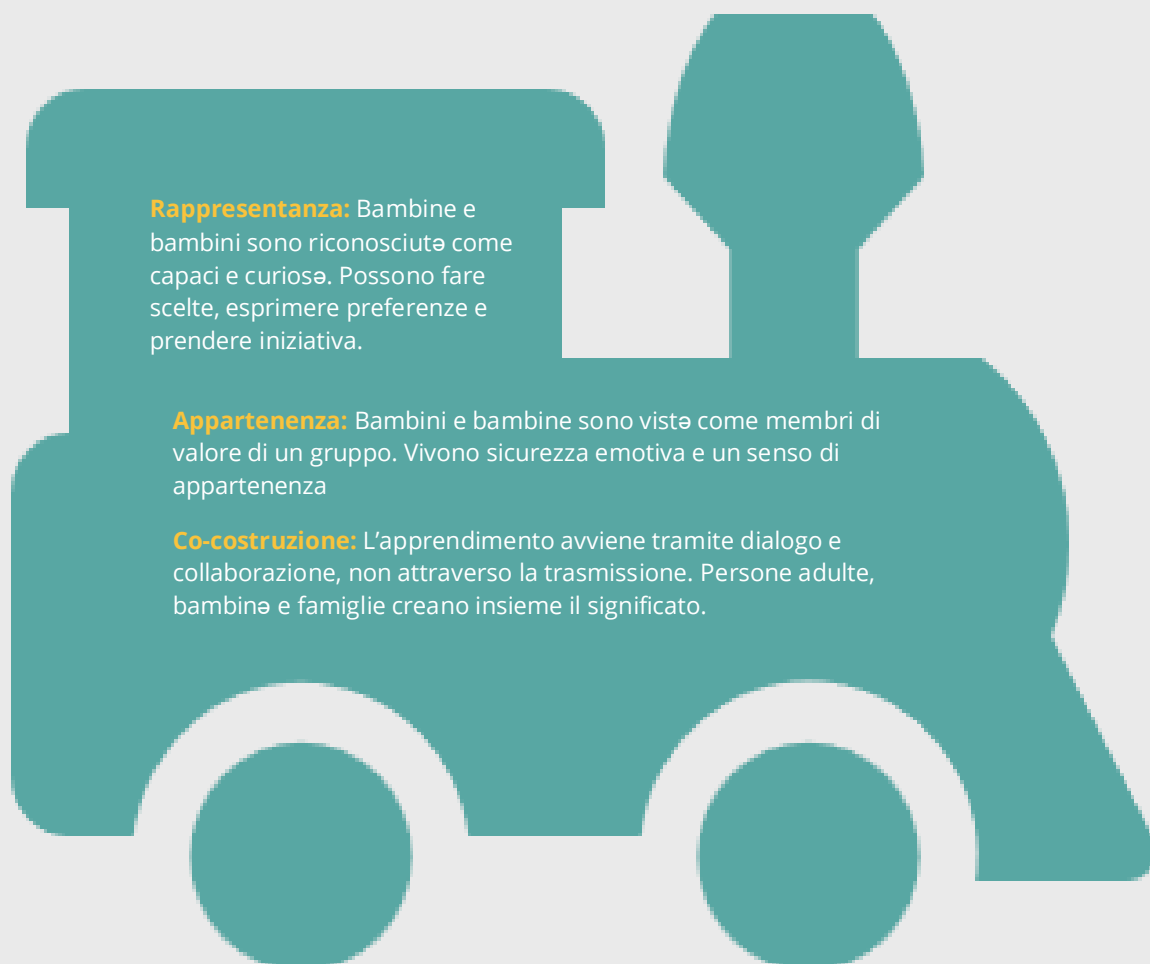 Rappresentanza: Bambine e
bambini sono riconosciutə come
capaci e curiosə. Possono fare
scelte, esprimere preferenze e
prendere iniziativa.
Appartenenza: Bambini e bambine sono vistə come membri di
valore di un gruppo. Vivono sicurezza emotiva e un senso di
appartenenza
Co-costruzione: L’apprendimento avviene tramite dialogo e
collaborazione, non attraverso la trasmissione. Persone adulte,
bambinə e famiglie creano insieme il significato.